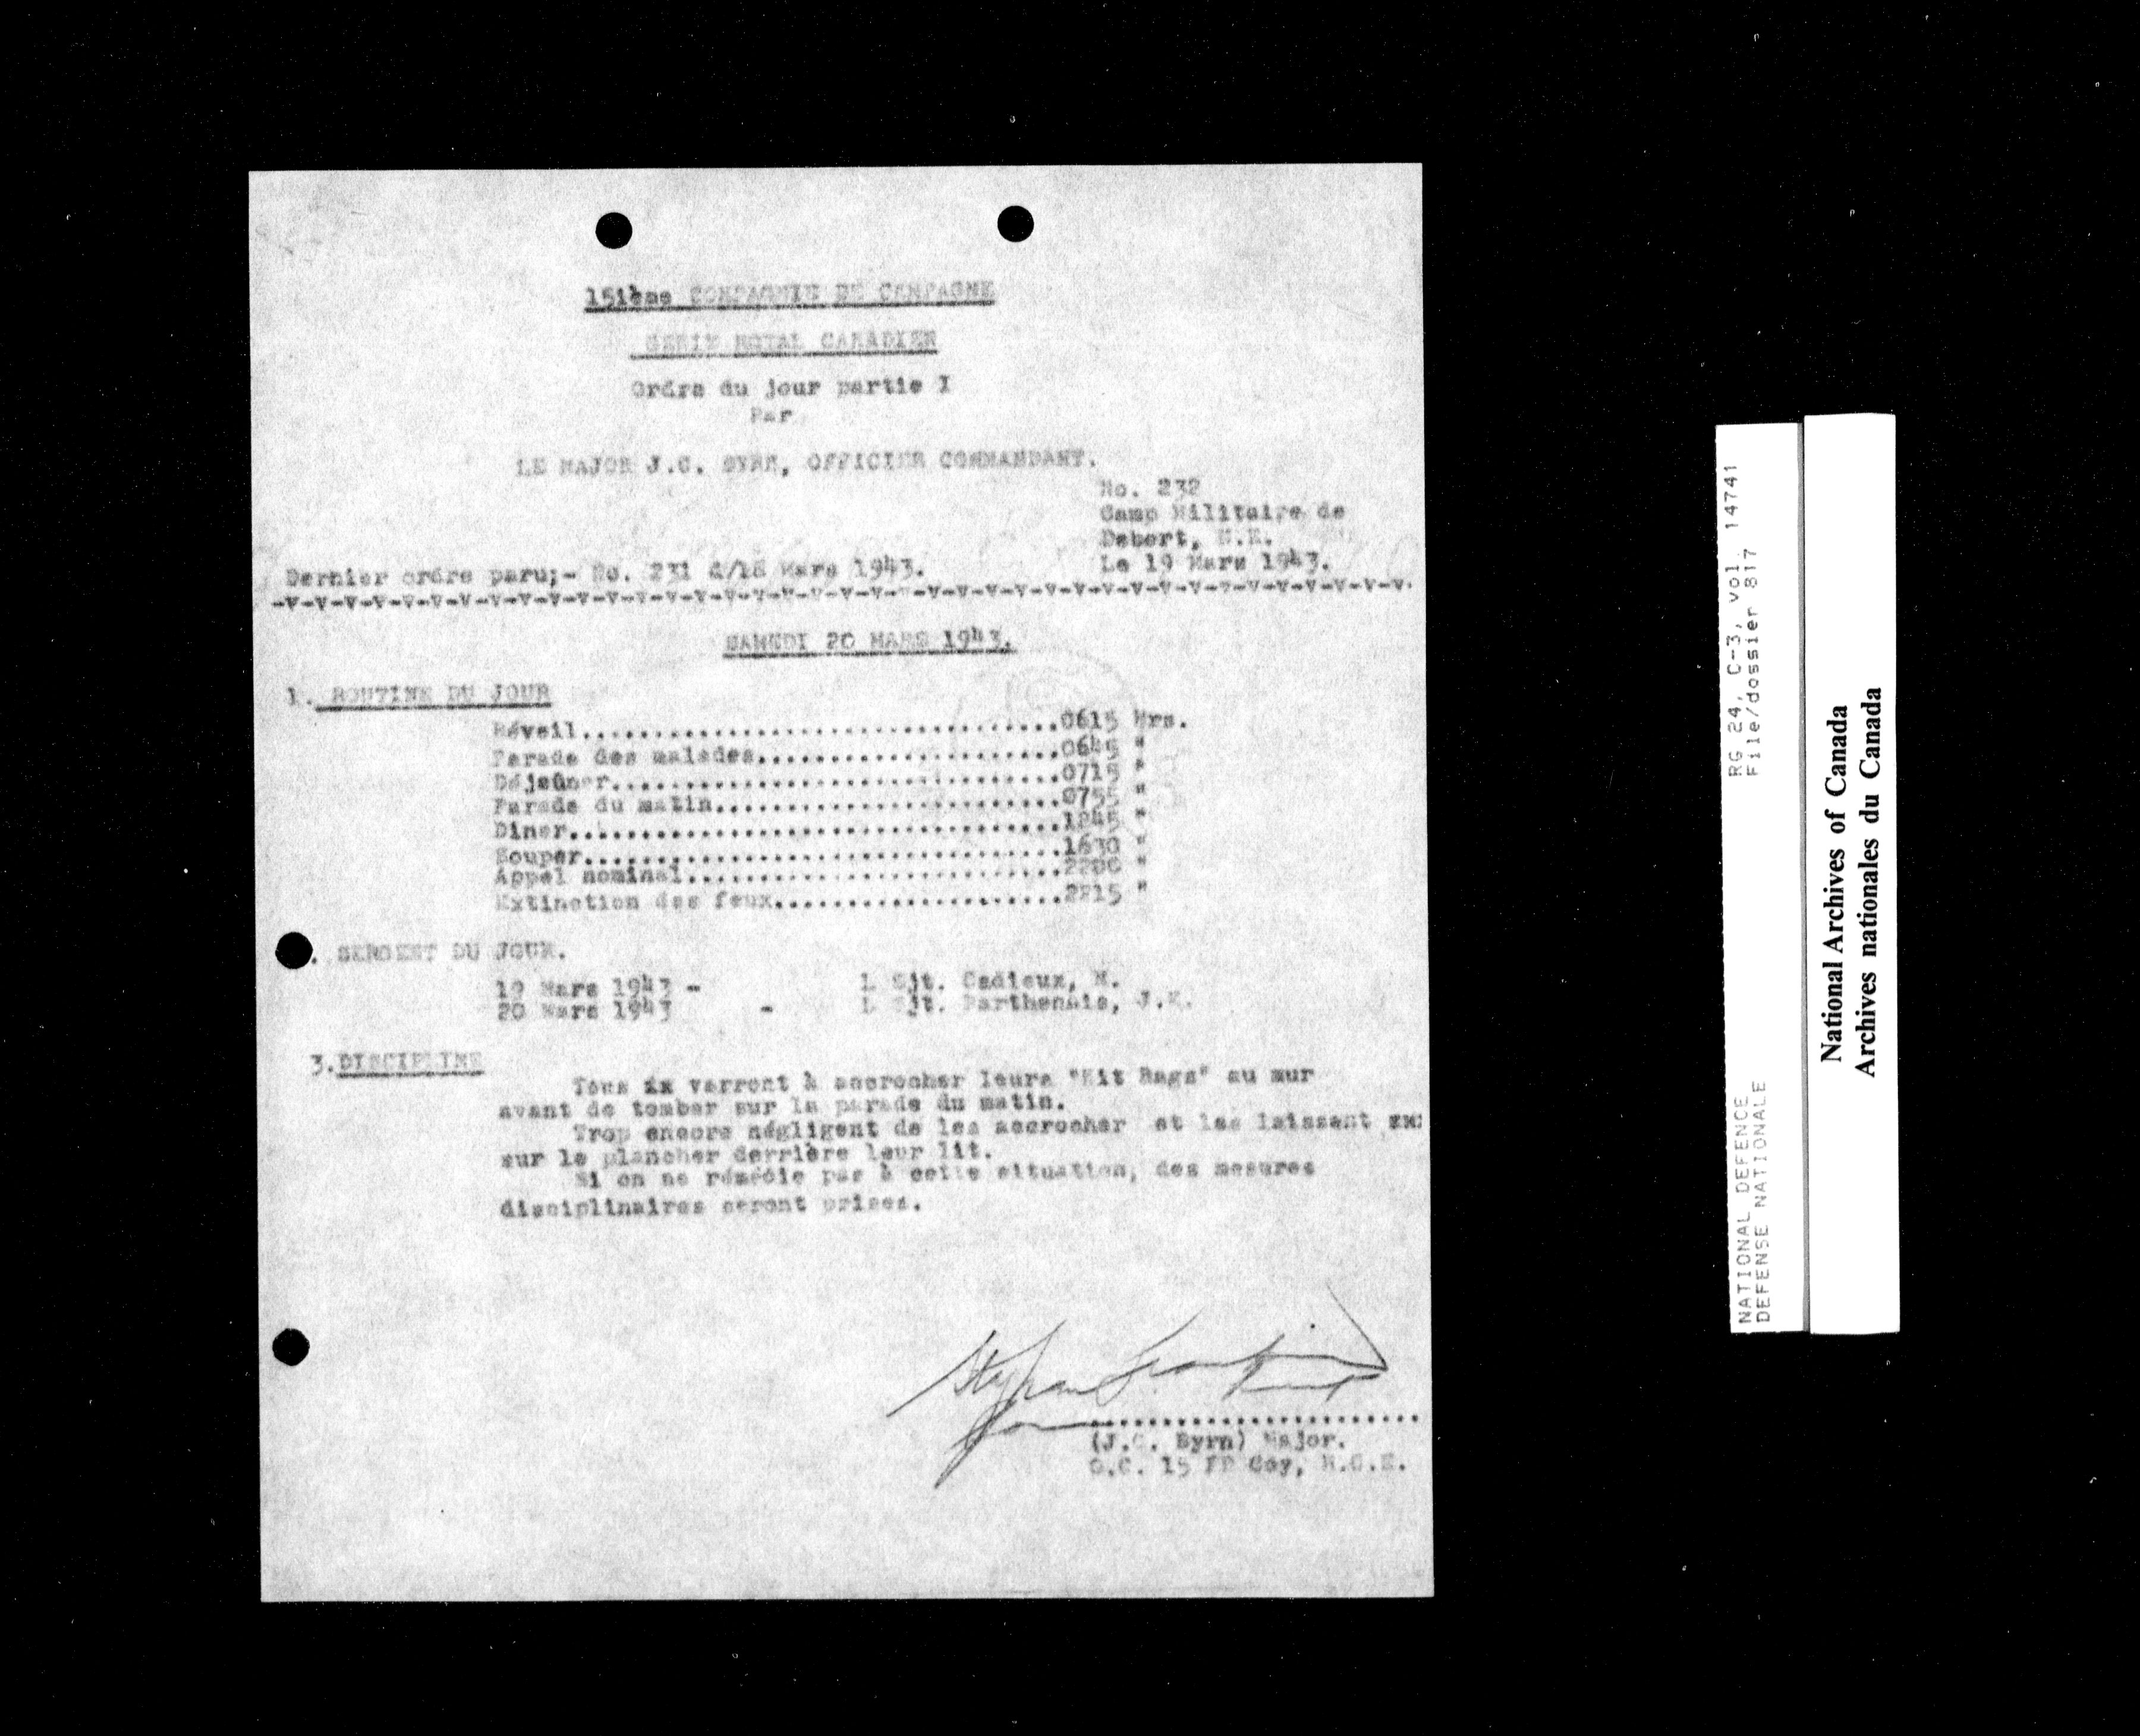 15ième COMPAGNIE DE CAMPAGNE
GENIE ROYAL CANADIEN
Ordre du jour partie I
Par
LE MAJOR J.C. BYRN, OFFICIER COMMANDANT.
No. 232
Camp Militaire de
Debert, N.E.
Le 19 Mars 1943.
Dernier ordre paru;- No. 231 d/18 Mars 1943.
-v-v-v-v-v-v-v-v-v-v-v-v-v-v-v-v-v-v-v-v-v-v-v-v-v-v-v-v-v-v-v-v-v-v-v-v-v-v-v.
SAMEDI 20 MARS 1943.
1. ROUTINE DU JOUR
Réveil.................................0615 Hrs.
Parade des malades.....................0645 "
Déjeûner...............................0715 "
Parade du matin........................0755 "
Diner..................................1245 "
Souper.................................1630 "
Appel nominal..........................2200 "
Extinction des feux....................2215 "
. SERGENT DU JOUR.
19 Mars 1943 - L Sjt. Cadieux, N.
20 Mars 1943 - L Sjt. Parthenais, J.
3. DISCIPLINE
Tous verront à accrocher leurs "Kit Bags" au mur
avant de tomber sur la parade du matin.
Trop encore négligent de les accrocher et les laissent
sur le plancher derrière leur lit.
Si on ne rémédie pas à cette situation, des mesures
disciplinaires seront prises.
(J.C. Byrn) Major.
O.C. 15 FD Coy, R.C.E.
RG 24, C-3, vol. 14741
File/dossier 817
NATIONAL DEFENCE
DEFENSE NATIONALE
National Archives of Canada
Archives nationales du Canada